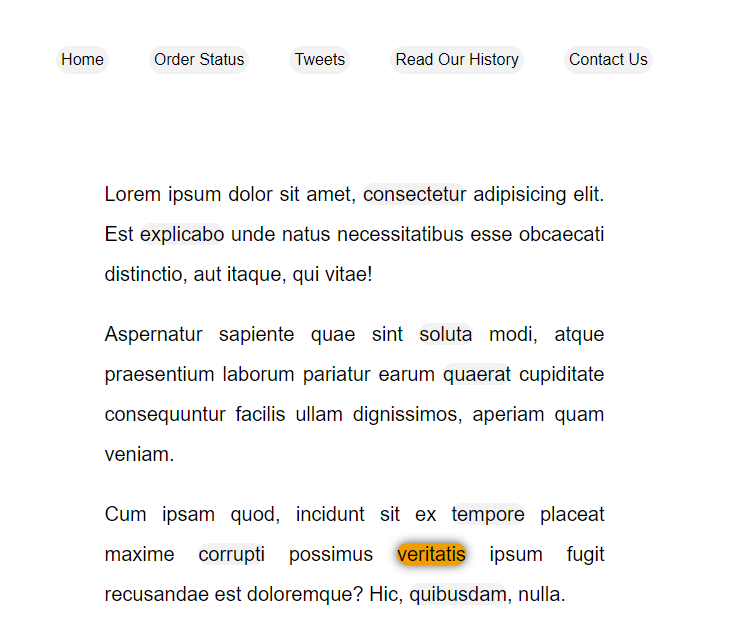 Home Order Status Tweets Read Our History Contact Us
Lorem ipsum dolor sit amet, consectetur adipisicing elit.
Est explicabo unde natus necessitatibus esse obcaecati
distinctio, aut itaque, qui vitae!
Aspernatur sapiente quae sint soluta modi, atque
praesentium laborum pariatur earum quaerat cupiditate
consequuntur facilis ullam dignissimos, aperiam quam
veniam.
Cum ipsam quod, incidunt sit ex tempore placeat
maxime corrupti possimus veritatis ipsum fugit
recusandae est doloremque? Hic, quibusdam, nulla.